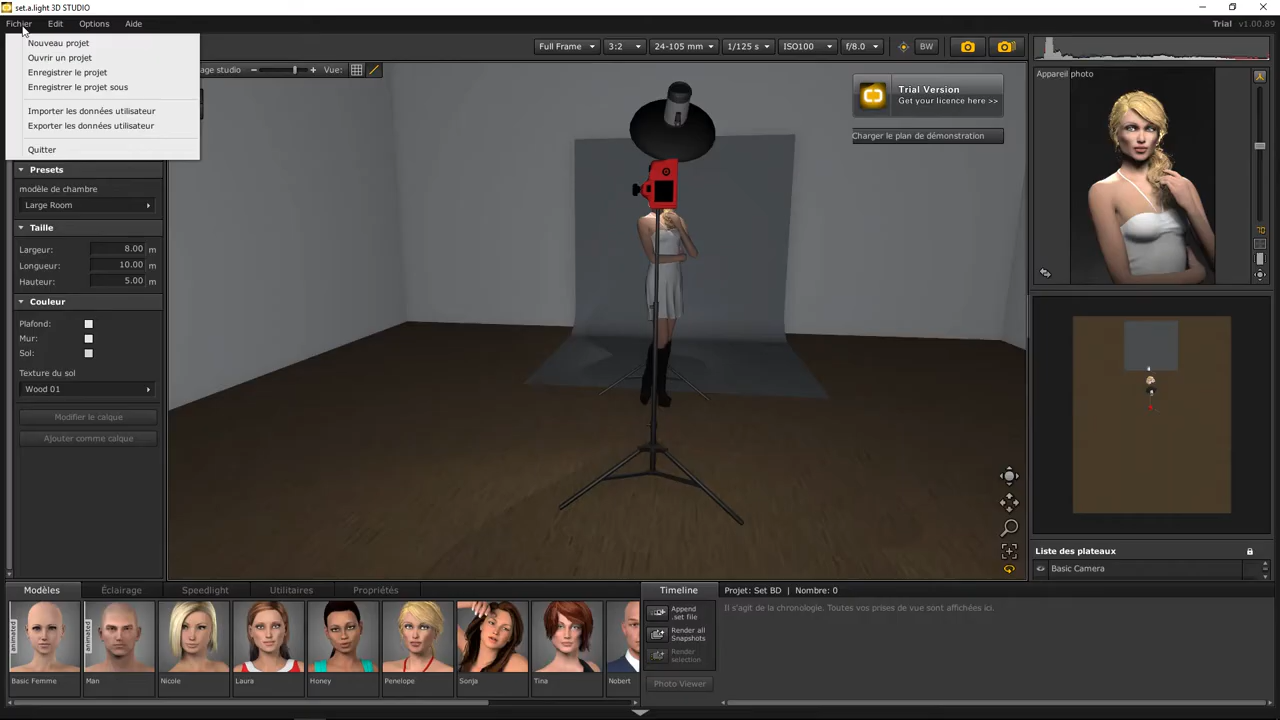 set.a.light 3D STUDIO
Fichier Edit Options Aide
Trial v1.00.89
Nouveau projet
Ouvrir un projet
Enregistrer le projet
Enregistrer le projet sous
Importer les données utilisateur
Exporter les données utilisateur
Quitter
Full Frame 3:2 24-105 mm 1/125 s ISO100 f/8.0 BW
age studio Vue:
Trial Version
Get your licence here >>
Charger le plan de démonstration
Appareil photo
70
Presets
modèle de chambre
Large Room
Taille
Largeur: 8.00 m
Longueur: 10.00 m
Hauteur: 5.00 m
Couleur
Plafond:
Mur:
Sol:
Texture du sol
Wood 01
Modifier le calque
Ajouter comme calque
Liste des plateaux
Basic Camera
Modèles Éclairage Speedlight Utilitaires Propriétés
animated
animated
Basic Femme Man Nicole Laura Honey Penelope Sonja Tina Nobert
Timeline
Projet: Set BD | Nombre: 0
Append .set file
Render all Snapshots
Render selection
Photo Viewer
Il s'agit de la chronologie. Toutes vos prises de vue sont affichées ici.